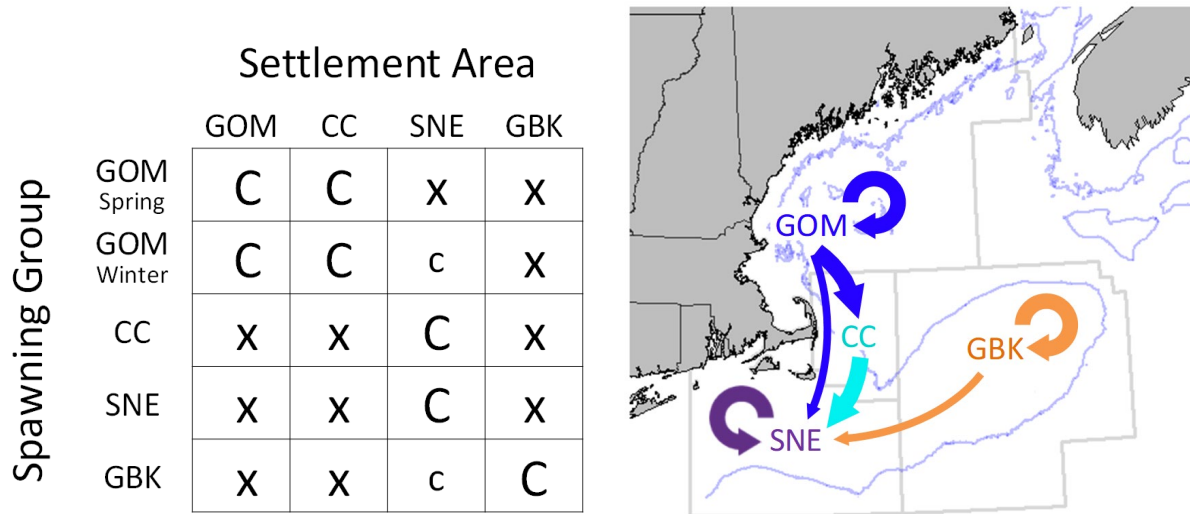 Settlement Area
GOM CC SNE GBK
Spawning Group
GOM
Spring
C C x x
GOM
Winter
C C c x
CC
x x C x
SNE
x x C x
GBK
x x c C
GOM
CC
GBK
SNE